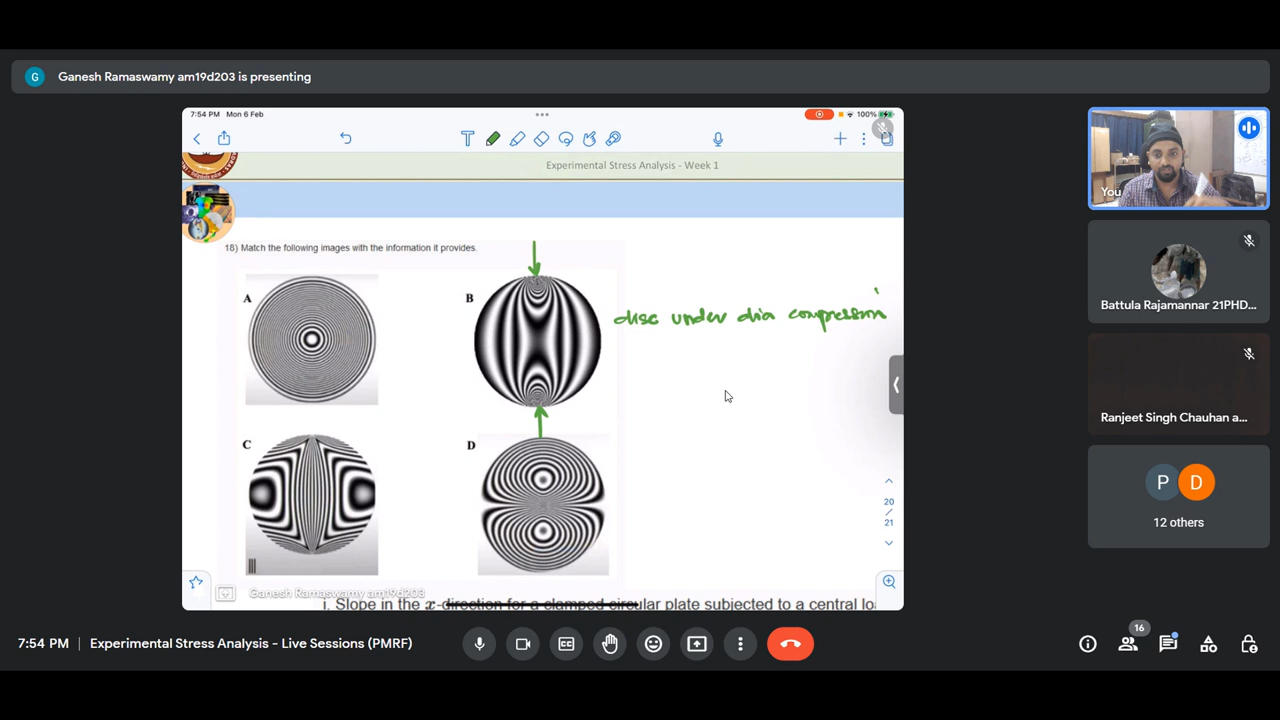 G Ganesh Ramaswamy am19d203 is presenting
7:54 PM Mon 6 Feb
100%
T
Experimental Stress Analysis - Week 1
18) Match the following images with the information it provides.
A
B
disc under dia compression
C
D
20
/
21
Ganesh Ramaswamy am19d203
i. Slope in the x-direction for a clamped circular plate subjected to a central lo
You
Battula Rajamannar 21PHD...
Ranjeet Singh Chauhan a...
P D
12 others
7:54 PM | Experimental Stress Analysis - Live Sessions (PMRF)
CC
16